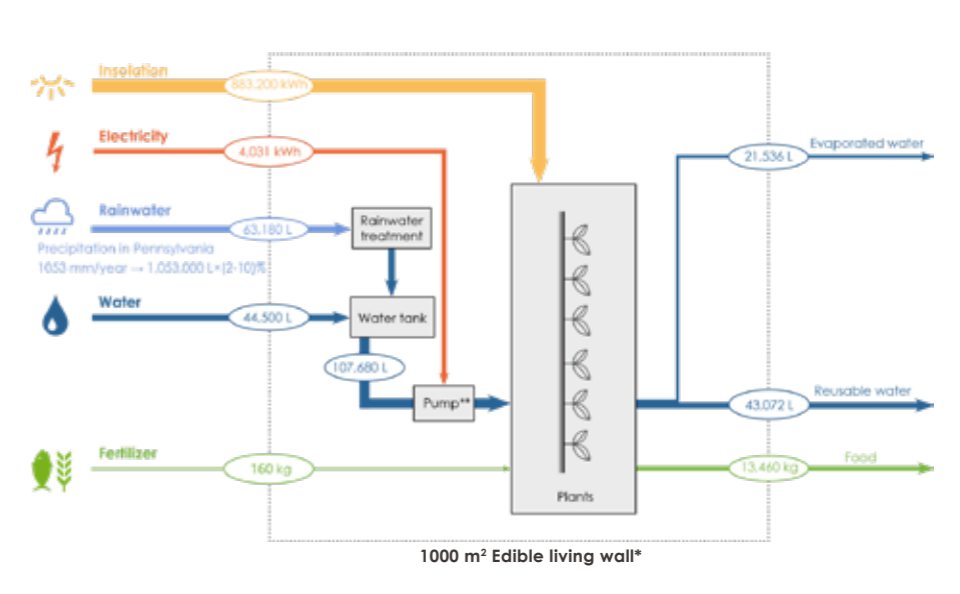 Insolation
883,200 kWh
Electricity
4,031 kWh
Evaporated water
21,536 L
Rainwater
63,180 L
Rainwater
treatment
Precipitation in Pennsylvania
1053 mm/year → 1,053,000 L×(2-10)%
Water
44,500 L
Water tank
107,680 L
Pump**
Reusable water
43,072 L
Fertilizer
160 kg
Food
13,460 kg
Plants
1000 m² Edible living wall*